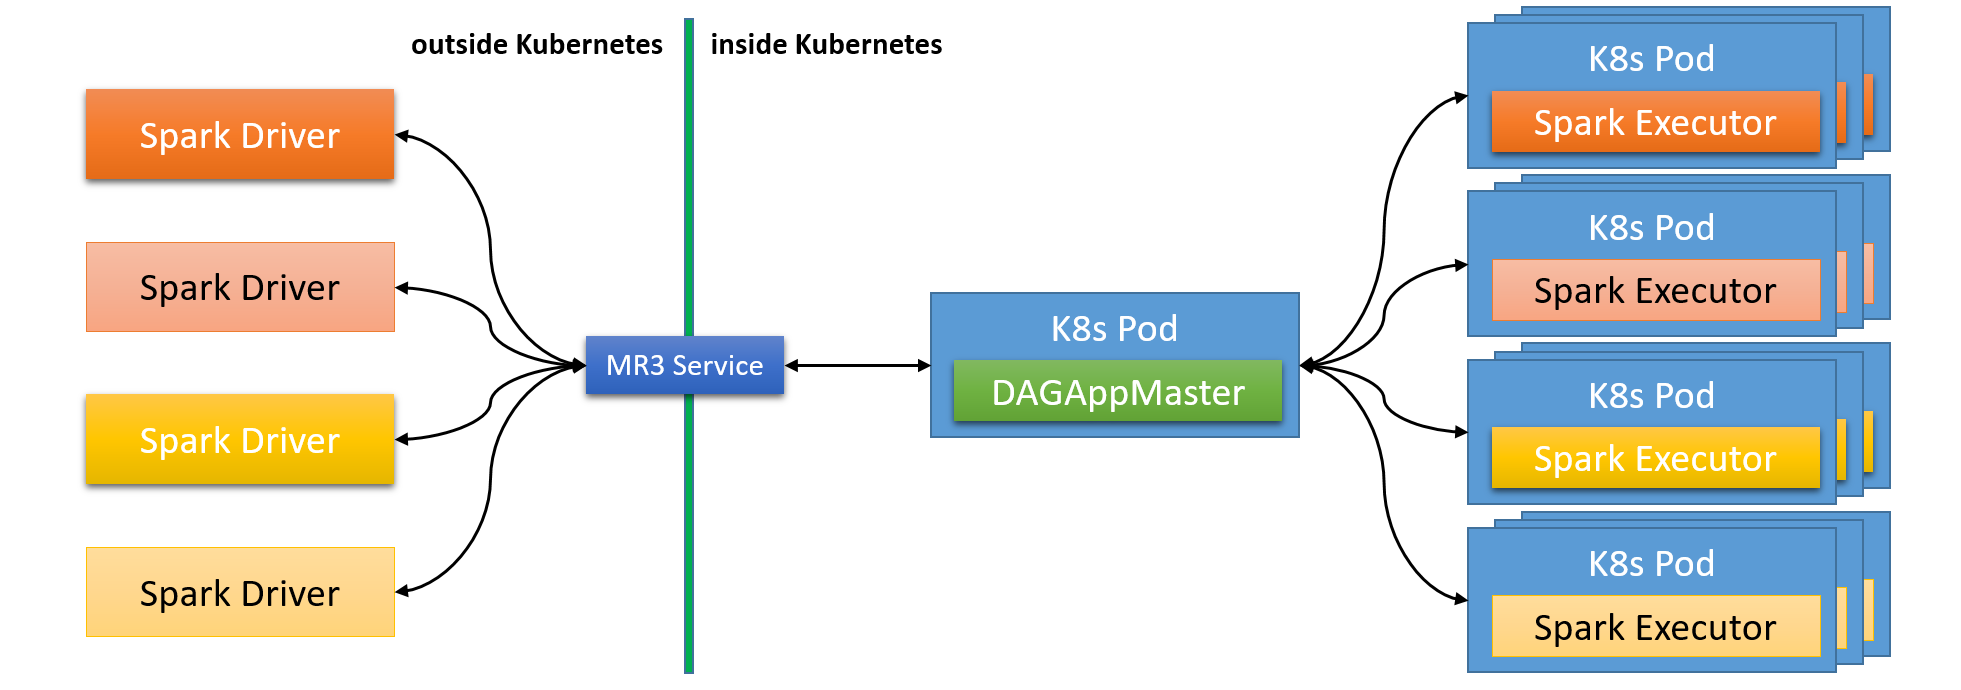 outside Kubernetes
inside Kubernetes
Spark Driver
Spark Driver
Spark Driver
Spark Driver
MR3 Service
K8s Pod
DAGAppMaster
K8s Pod
Spark Executor
K8s Pod
Spark Executor
K8s Pod
Spark Executor
K8s Pod
Spark Executor